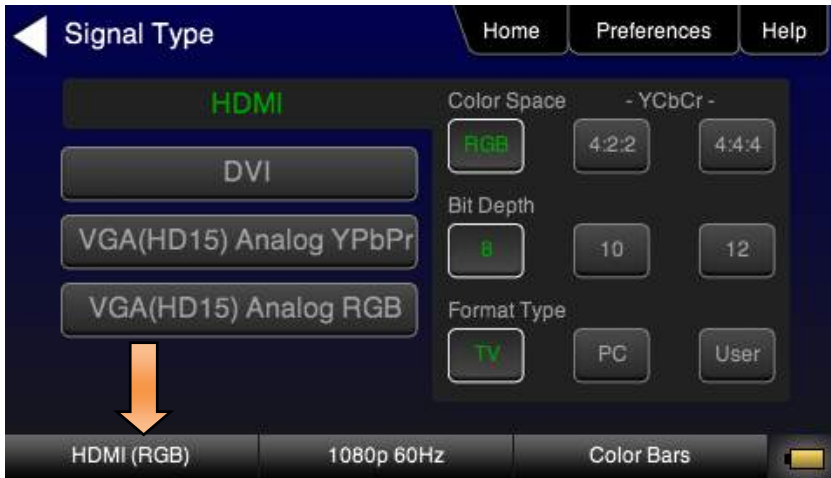 Signal Type
Home
Preferences
Help
HDMI
DVI
VGA(HD15) Analog YPbPr
VGA(HD15) Analog RGB
Color Space
- YCbCr -
RGB
4:2:2
4:4:4
Bit Depth
8
10
12
Format Type
TV
PC
User
HDMI (RGB)
1080p 60Hz
Color Bars